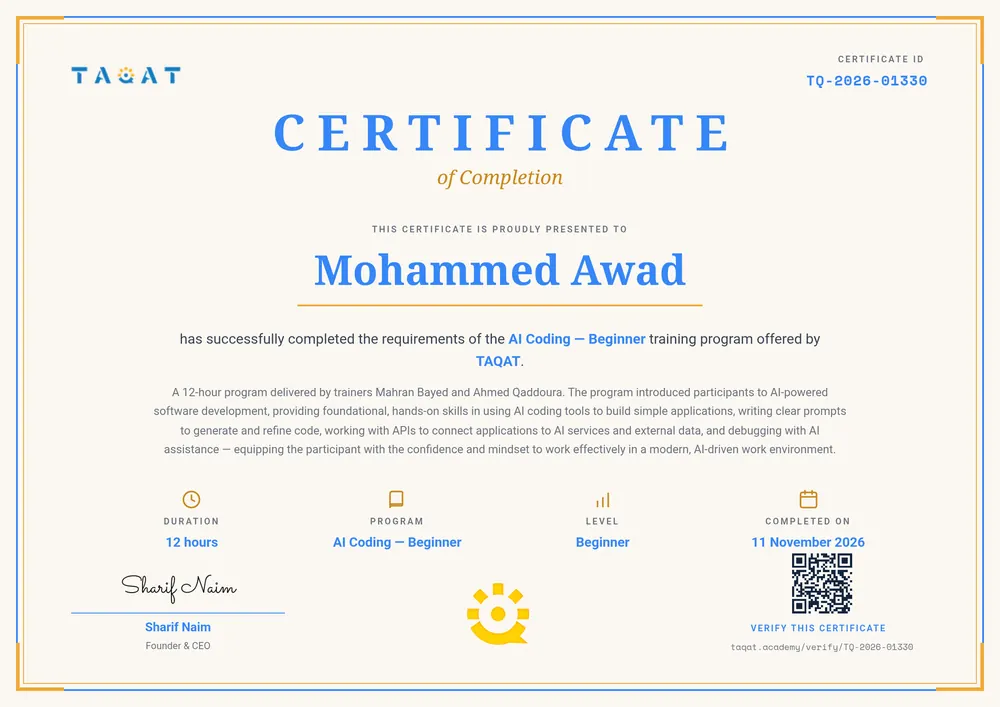 TAQAT
CERTIFICATE ID
TQ-2026-01330
CERTIFICATE
of Completion
THIS CERTIFICATE IS PROUDLY PRESENTED TO
Mohammed Awad
has successfully completed the requirements of the AI Coding — Beginner training program offered by
TAQAT.
A 12-hour program delivered by trainers Mahran Bayed and Ahmed Qaddoura. The program introduced participants to AI-powered
software development, providing foundational, hands-on skills in using AI coding tools to build simple applications, writing clear prompts
to generate and refine code, working with APIs to connect applications to AI services and external data, and debugging with AI
assistance — equipping the participant with the confidence and mindset to work effectively in a modern, AI-driven work environment.
DURATION
12 hours
PROGRAM
AI Coding — Beginner
LEVEL
Beginner
COMPLETED ON
11 November 2026
Sharif Naim
Sharif Naim
Founder & CEO
VERIFY THIS CERTIFICATE
taqat.academy/verify/TQ-2026-01330